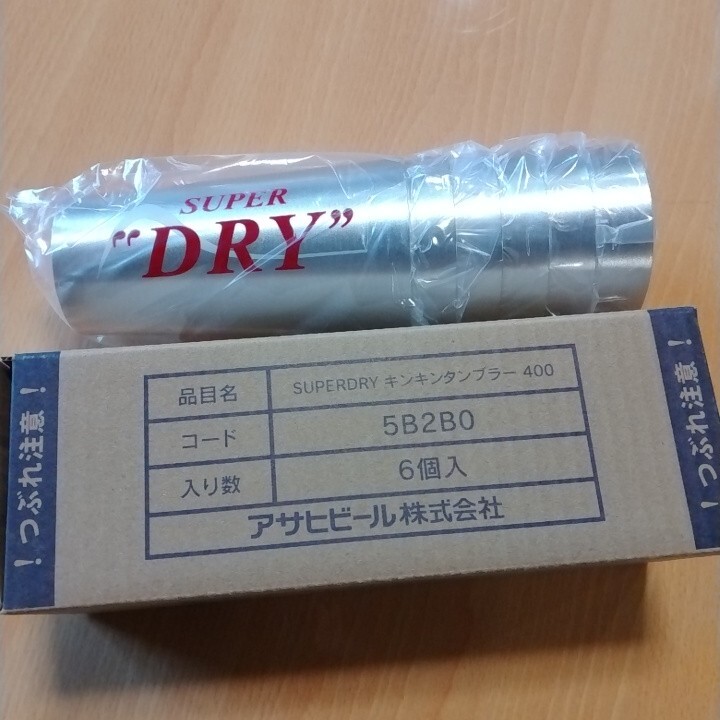 SUPER
"DRY"
品目名 SUPERDRY キンキンタンブラー 400
コード 5B2B0
入り数 6個入
アサヒビール株式会社
！つぶれ注意！
！つぶれ注意！